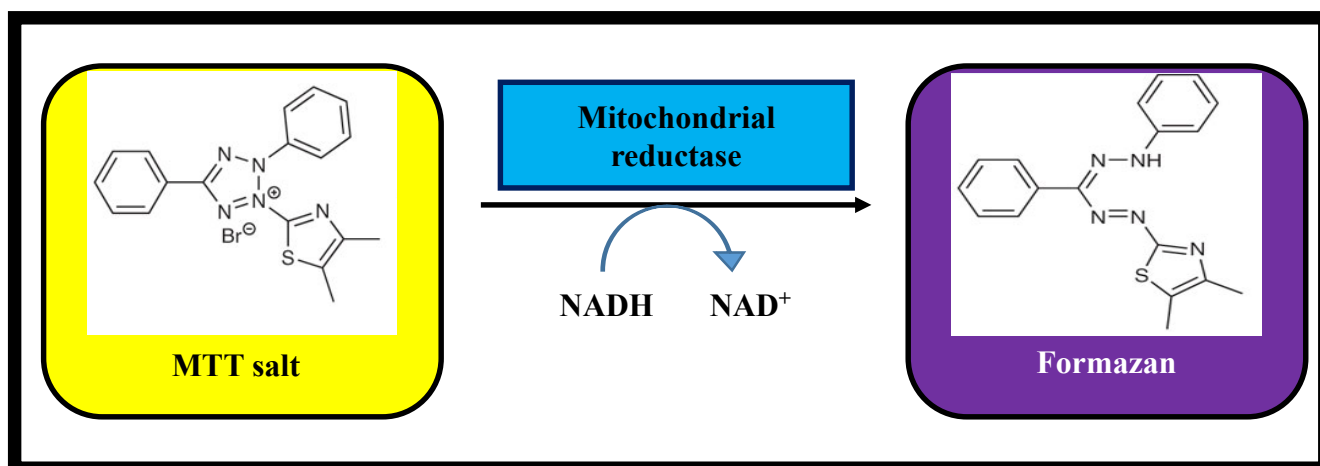 Mitochondrial
reductase
N
N
N
N
⊕
N
S
Br⊖
N
NH
N
N
N
S
NADH
NAD⁺
MTT salt
Formazan